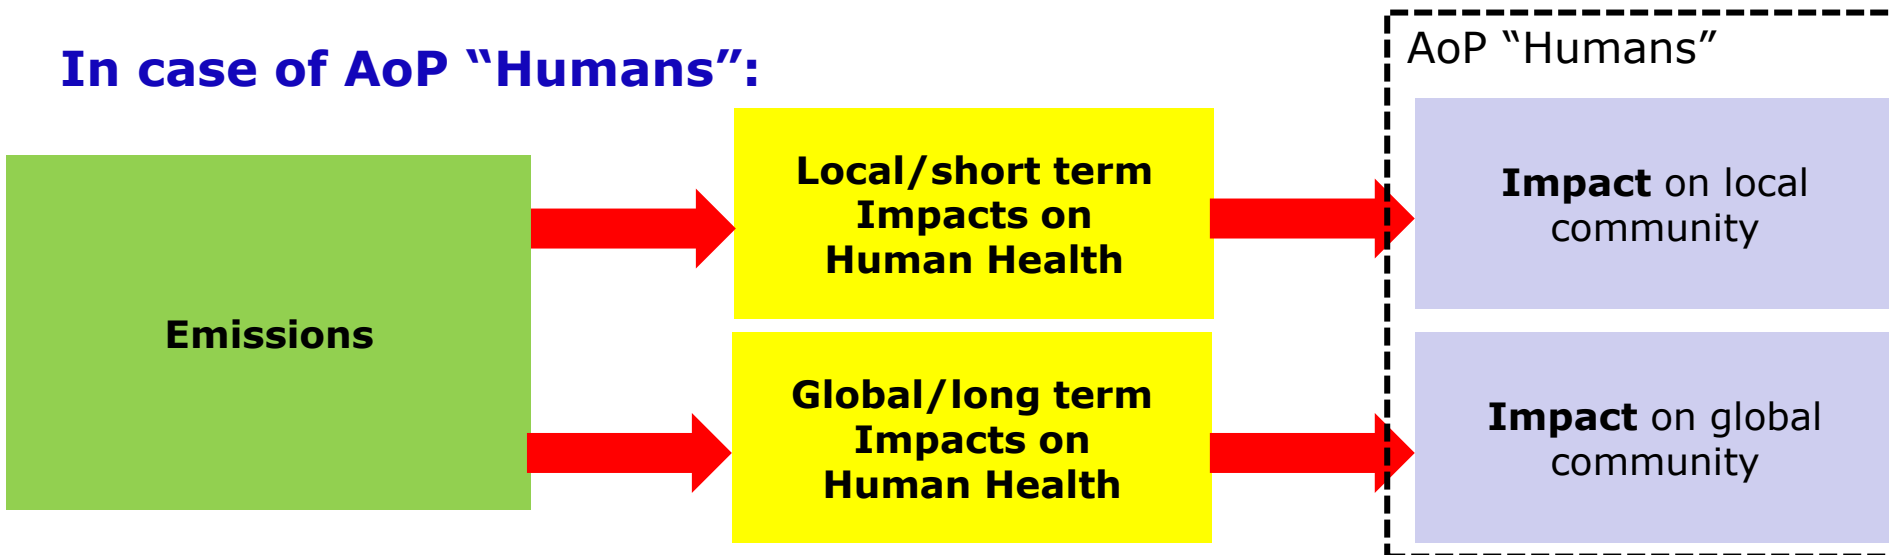 In case of AoP “Humans”:
AoP “Humans”
Emissions
Local/short term
Impacts on
Human Health
Impact on local
community
Global/long term
Impacts on
Human Health
Impact on global
community